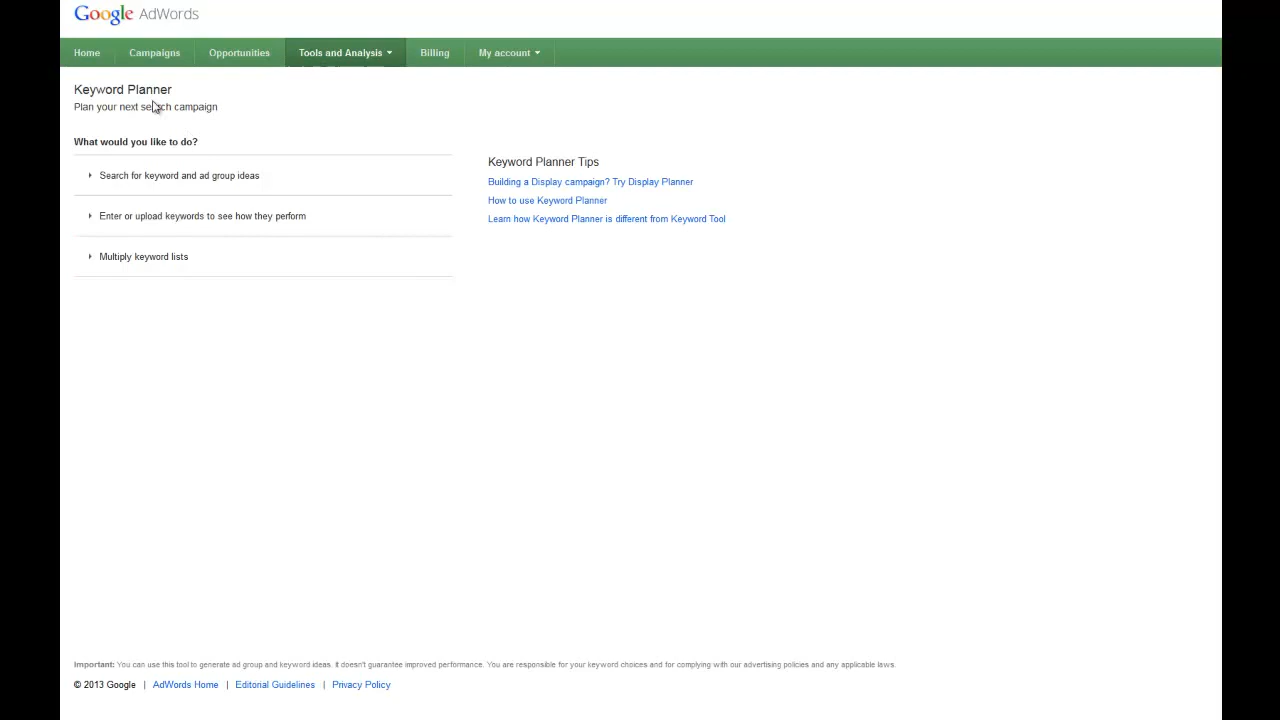 Google AdWords
Home Campaigns Opportunities Tools and Analysis Billing My account
Keyword Planner
Plan your next search campaign
What would you like to do?
Search for keyword and ad group ideas
Enter or upload keywords to see how they perform
Multiply keyword lists
Keyword Planner Tips
Building a Display campaign? Try Display Planner
How to use Keyword Planner
Learn how Keyword Planner is different from Keyword Tool
Important: You can use this tool to generate ad group and keyword ideas. it doesn't guarantee improved performance. You are responsible for your keyword choices and for complying with our advertising policies and any applicable laws.
© 2013 Google | AdWords Home | Editorial Guidelines | Privacy Policy